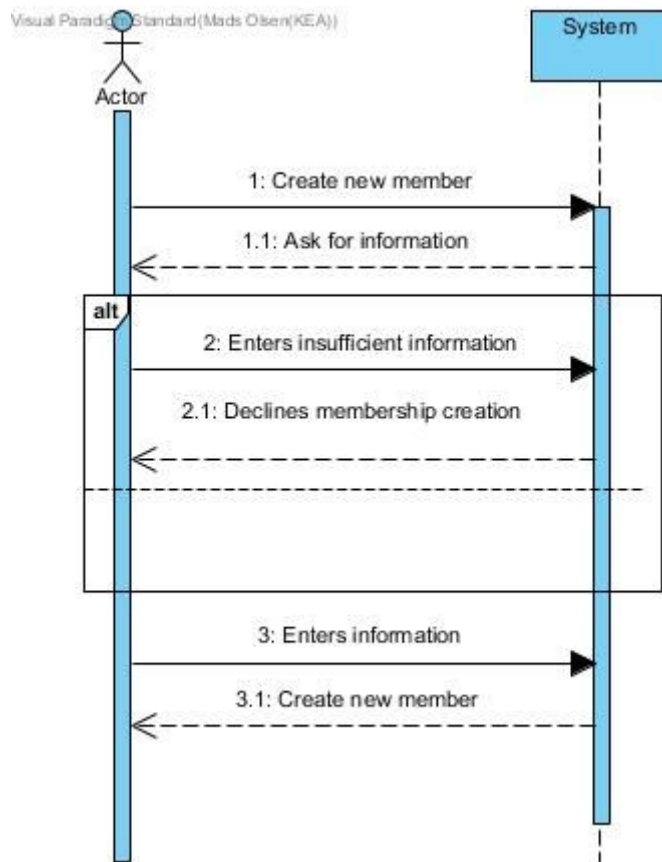 Visual Paradigm Standard(Mads Olsen(KEA))
System
Actor
1: Create new member
1.1: Ask for information
alt
2: Enters insufficient information
2.1: Declines membership creation
3: Enters information
3.1: Create new member